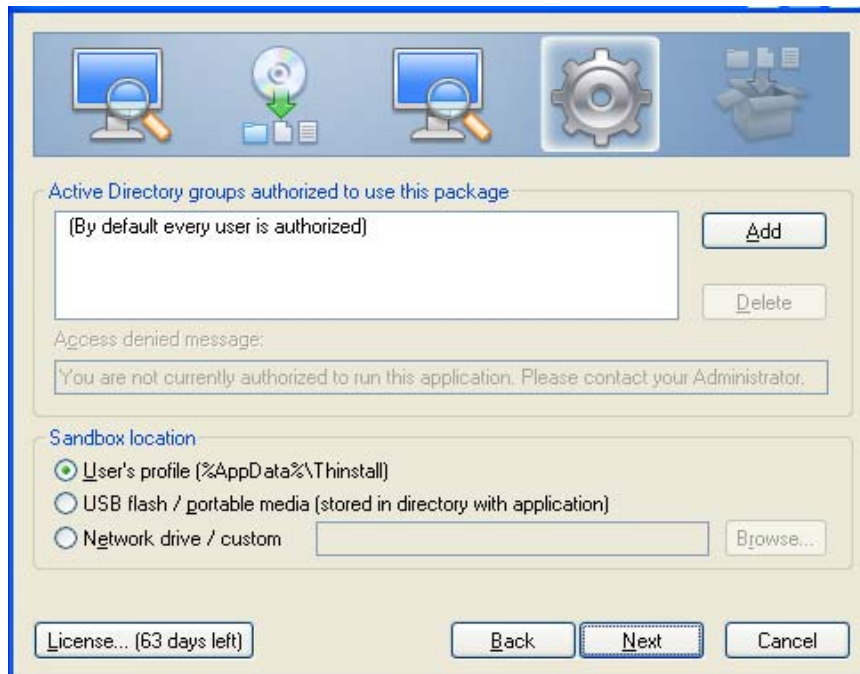 Active Directory groups authorized to use this package
(By default every user is authorized)
Add
Delete
Access denied message:
You are not currently authorized to run this application. Please contact your Administrator.
Sandbox location
User's profile (%AppData%\Thinstall)
USB flash / portable media (stored in directory with application)
Network drive / custom
Browse...
License... (63 days left)
Back
Next
Cancel